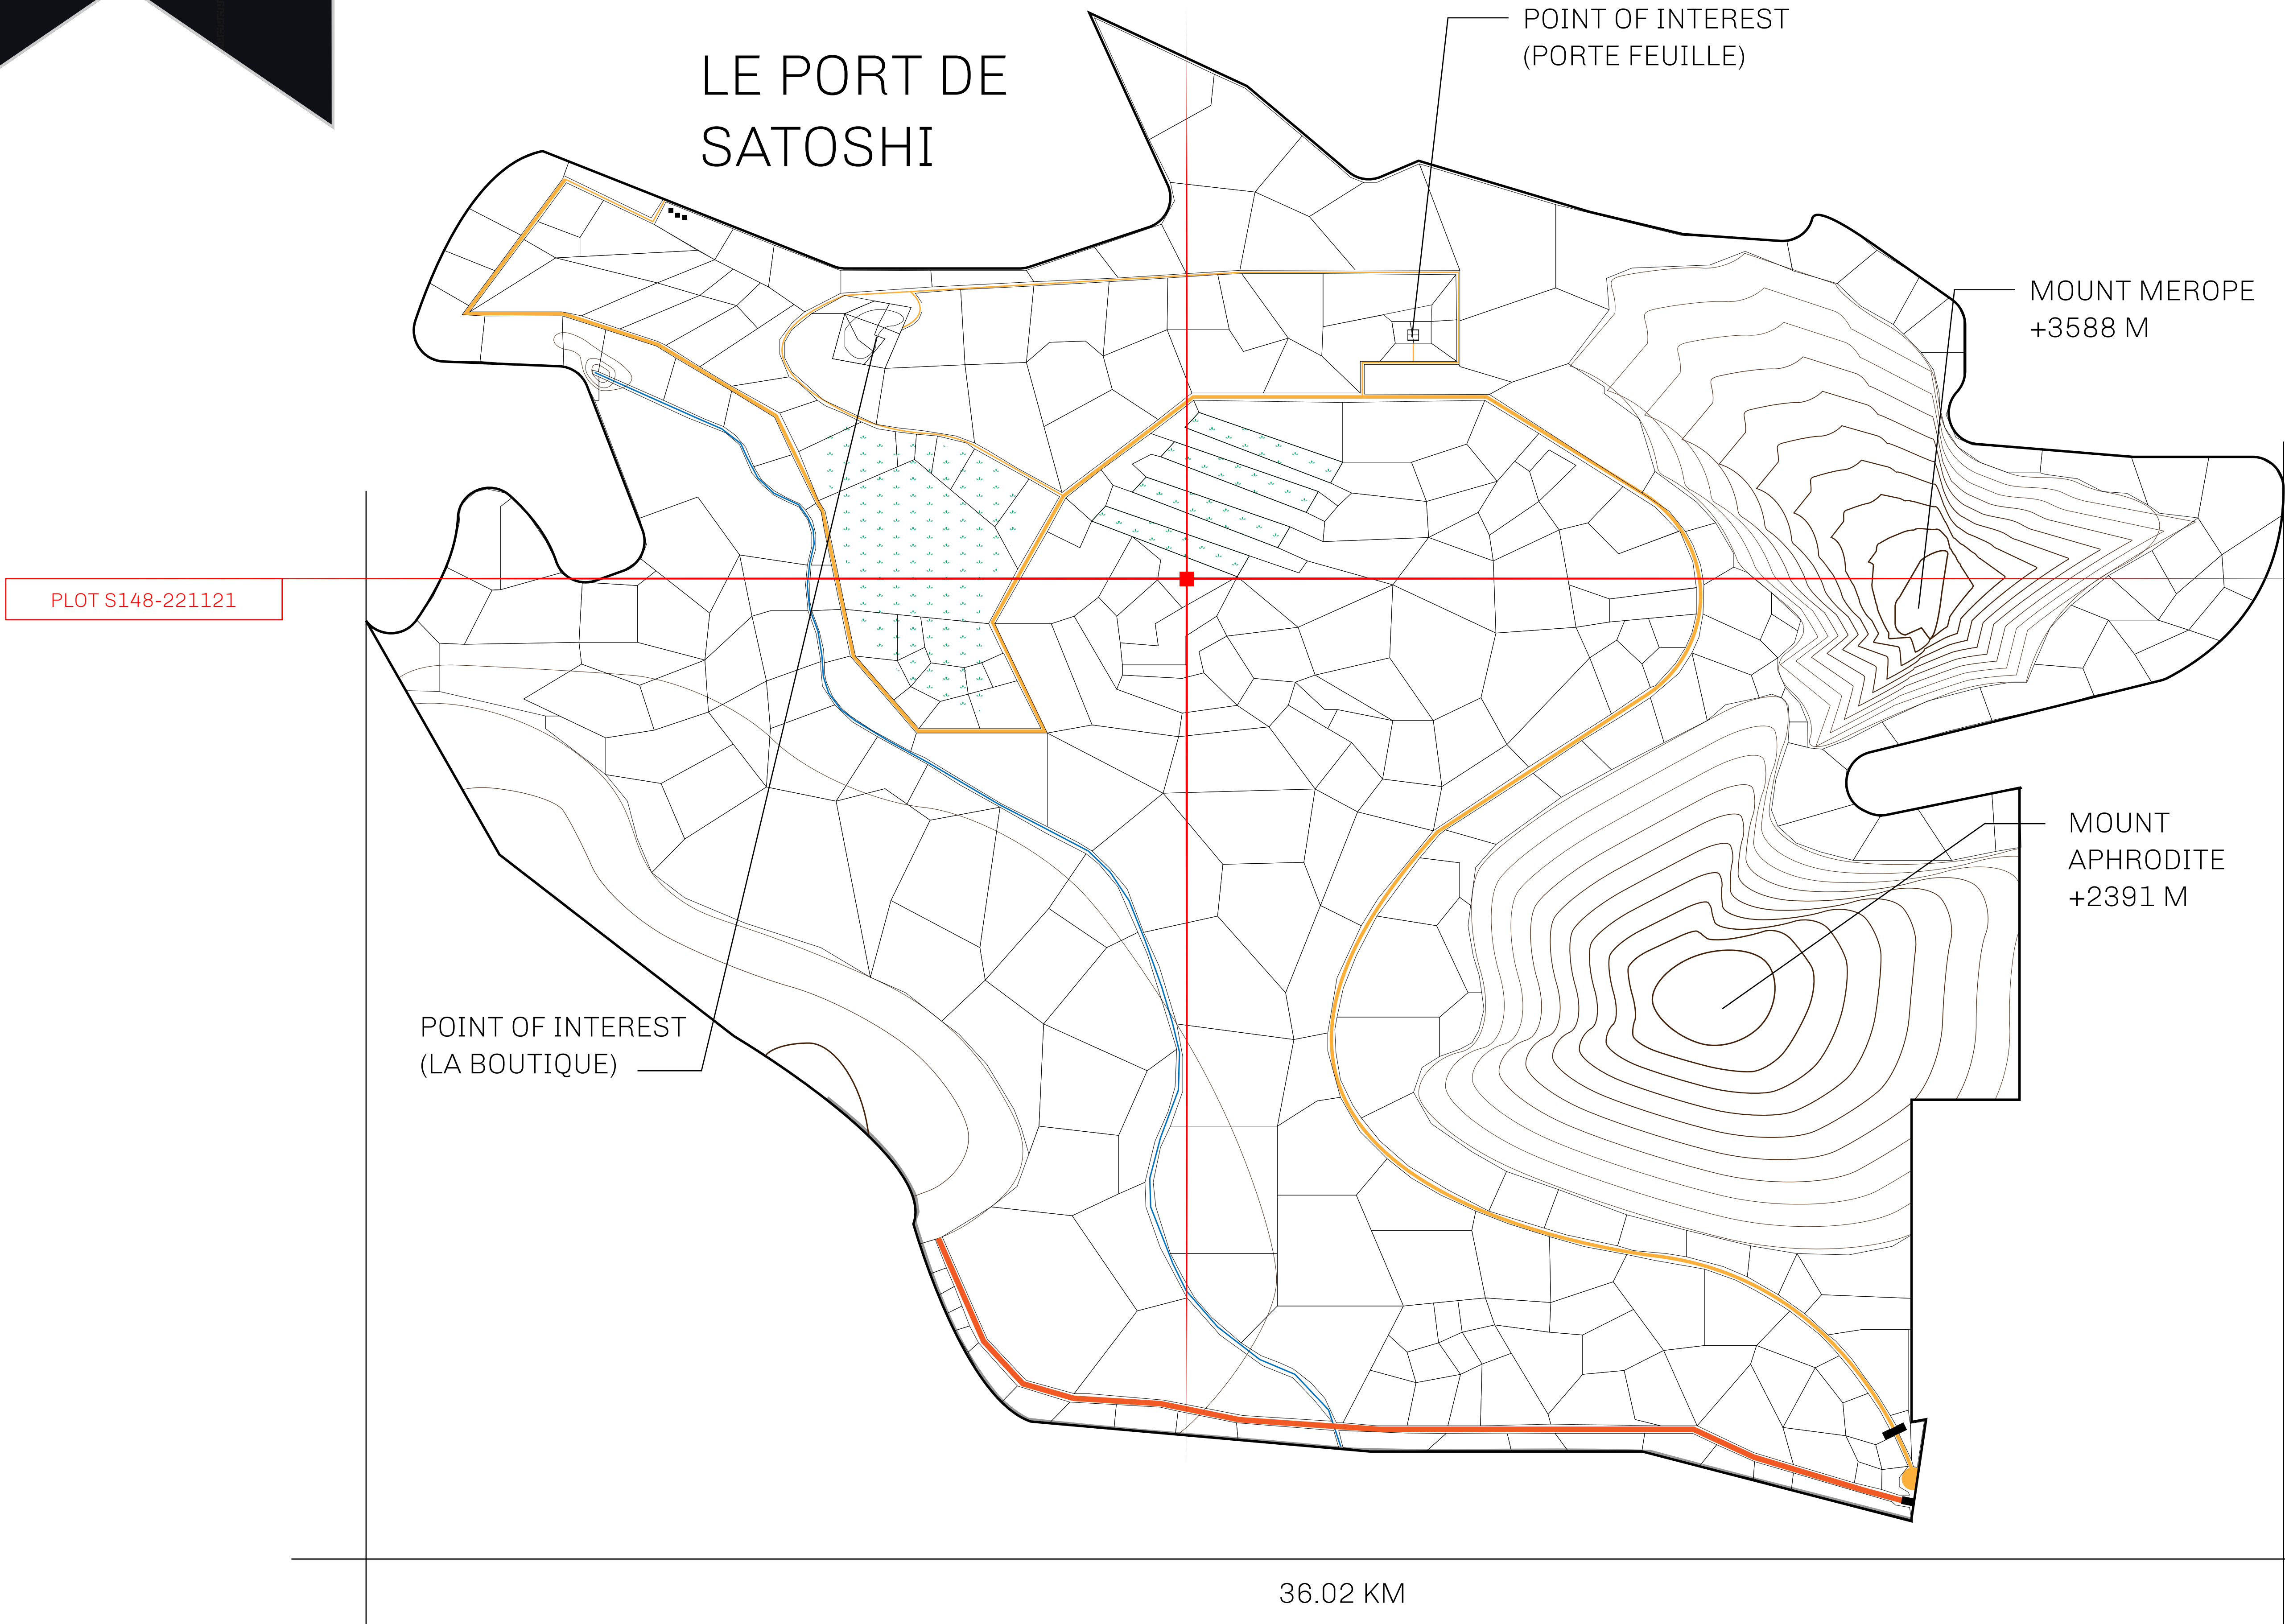 LE PORT DE
SATOSHI
POINT OF INTEREST
(PORTE FEUILLE)
MOUNT MEROPE
+3588 M
PLOT S148-221121
MOUNT
APHRODITE
+2391 M
POINT OF INTEREST
(LA BOUTIQUE)
36.02 KM